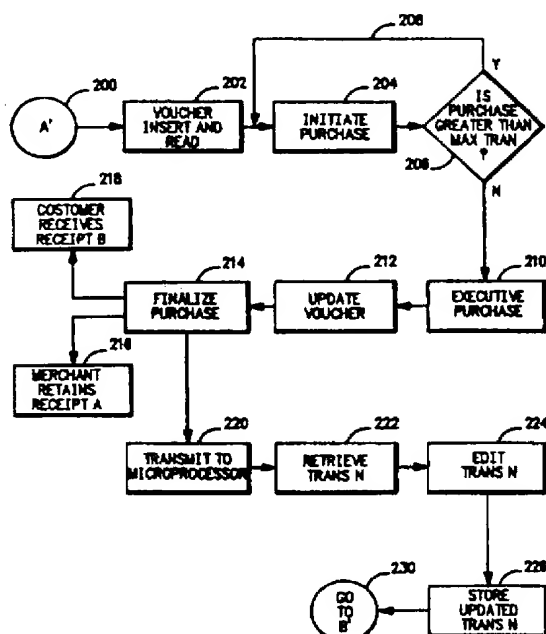 208
200
202
204
Y
A'
VOUCHER
INSERT AND
READ
INITIATE
PURCHASE
IS
PURCHASE
GREATER THAN
MAX TRAN
?
206
N
218
COSTOMER
RECEIVES
RECEIPT B
214
212
210
FINALIZE
PURCHASE
UPDATE
VOUCHER
EXECUTIVE
PURCHASE
216
MERCHANT
RETAINS
RECEIPT A
220
222
224
TRANSMIT TO
MICROPROCESSOR
RETRIEVE
TRANS N
EDIT
TRANS N
230
226
GO
TO
B'
STORE
UPDATED
TRANS N